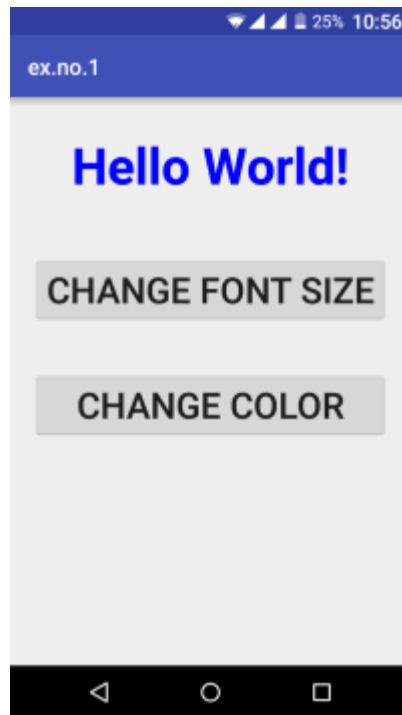 25% 10:56
ex.no.1
Hello World!
CHANGE FONT SIZE
CHANGE COLOR